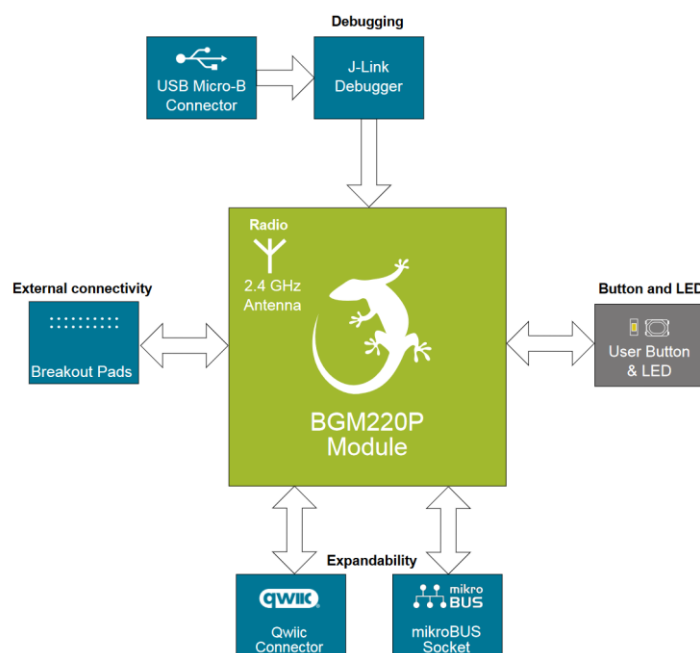 Debugging
USB Micro-B
Connector
J-Link
Debugger
Radio
2.4 GHz
Antenna
External connectivity
Breakout Pads
Button and LED
User Button
& LED
BGM220P
Module
Expandability
qwiic
Qwiic
Connector
mikro
BUS
mikroBUS
Socket